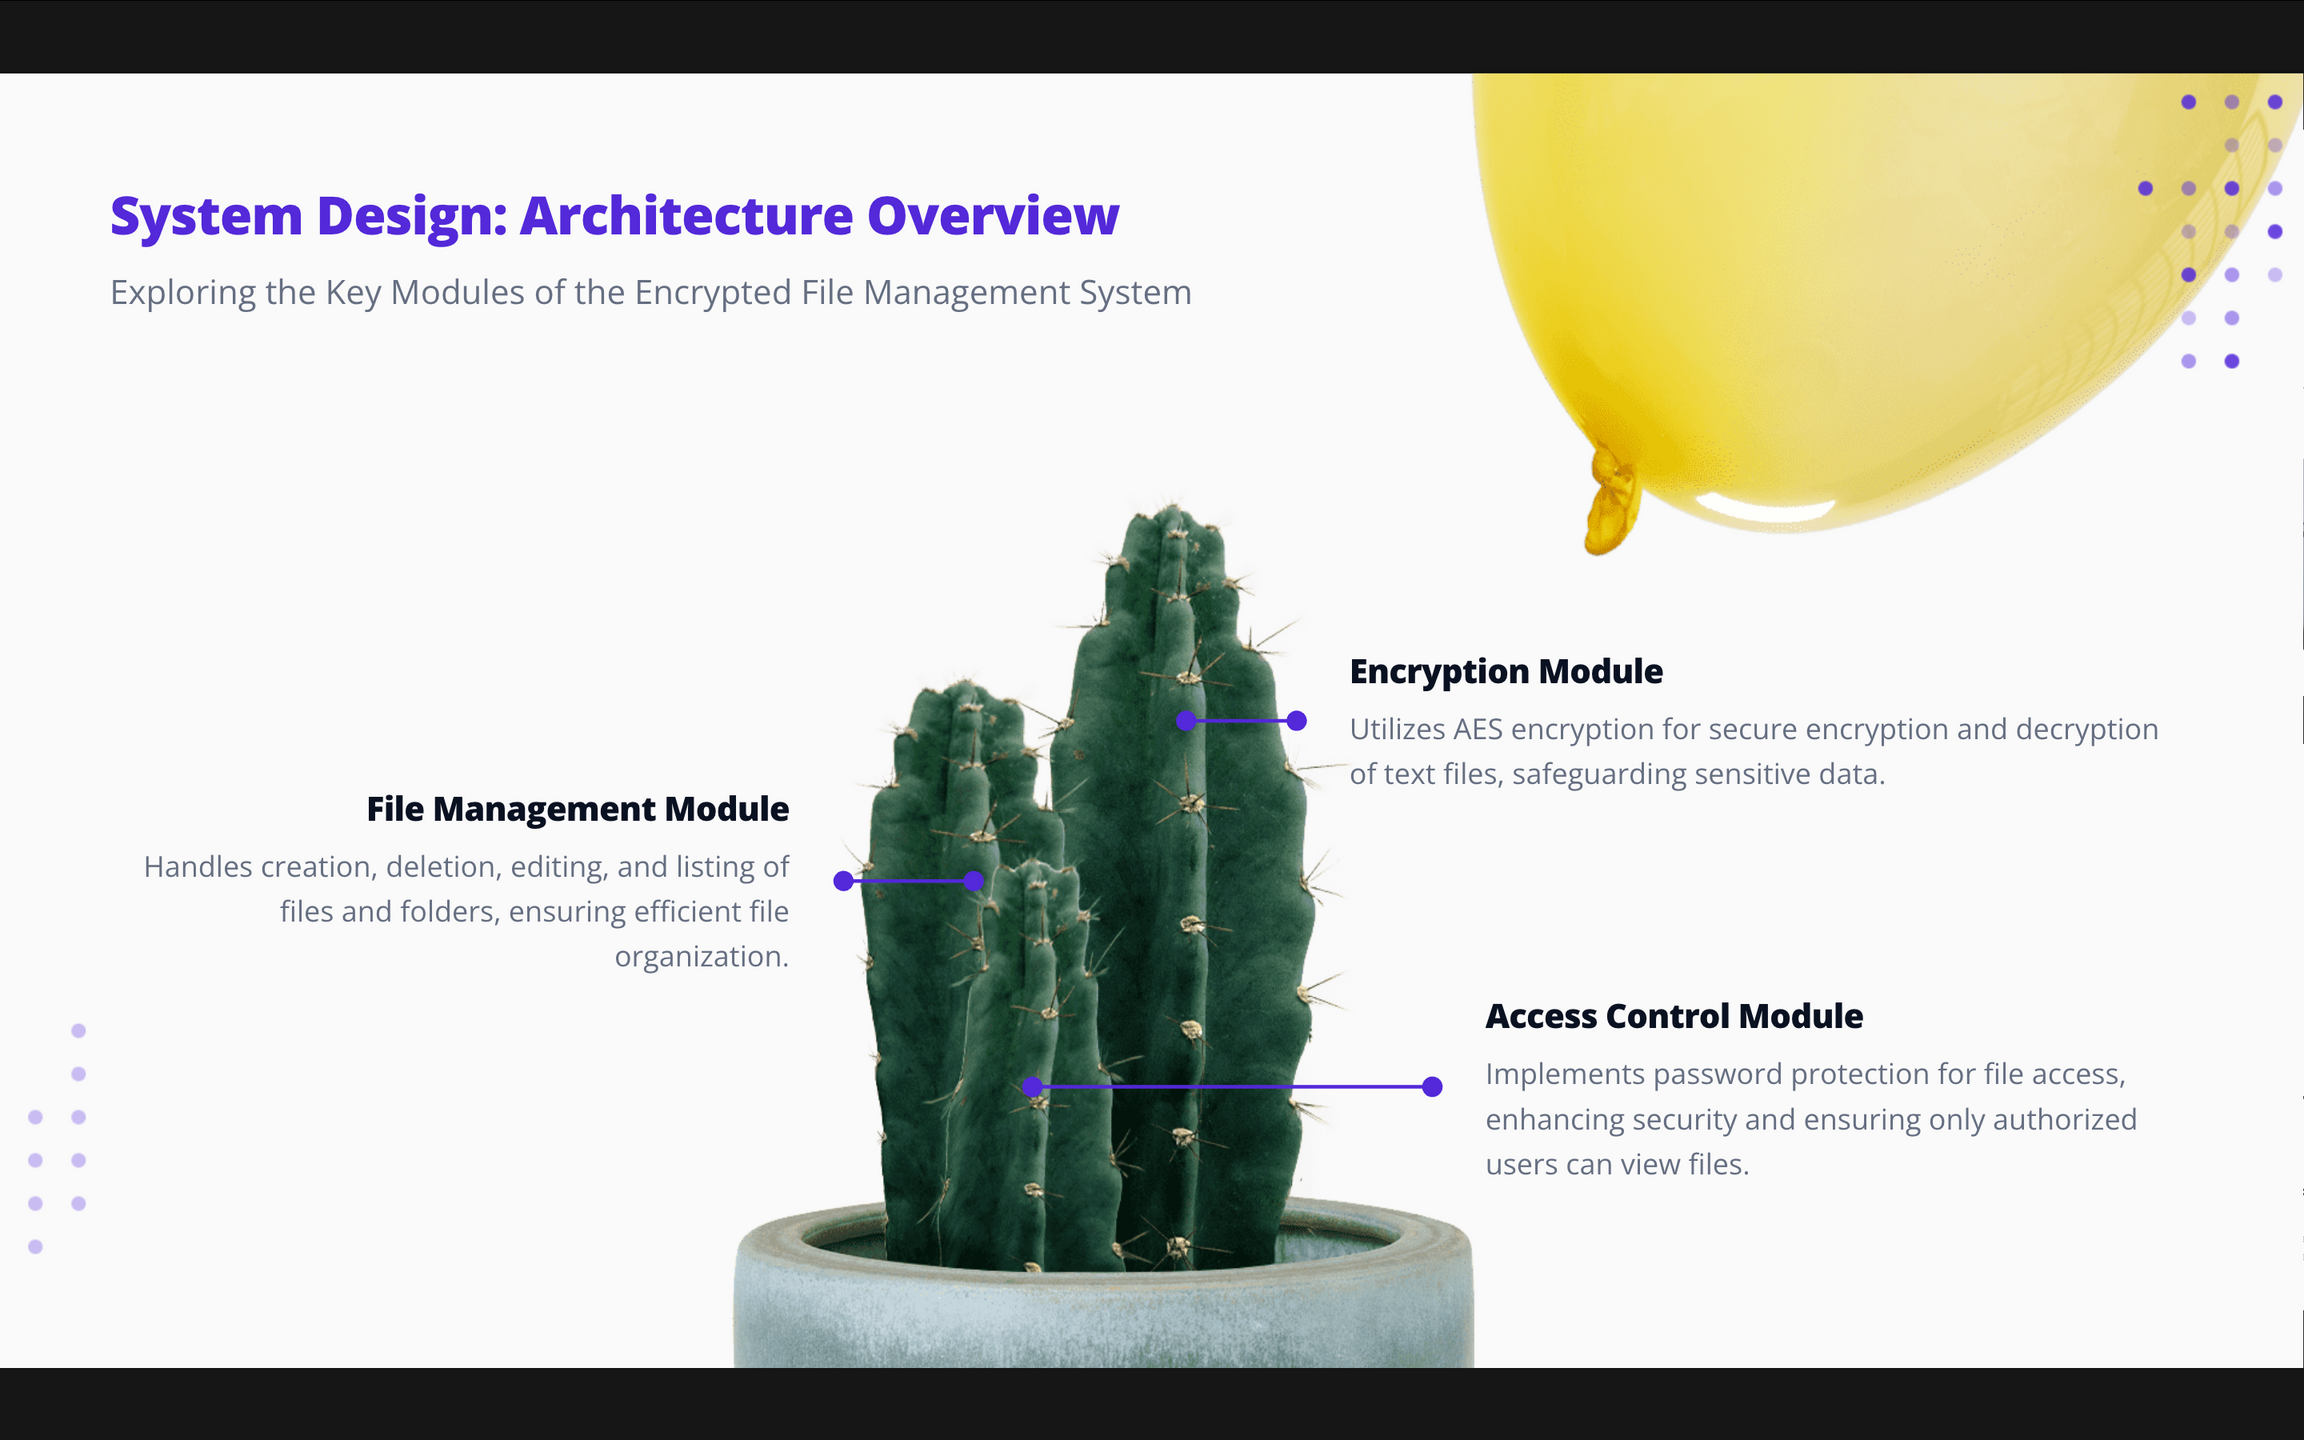 System Design: Architecture Overview
Exploring the Key Modules of the Encrypted File Management System
Encryption Module
Utilizes AES encryption for secure encryption and decryption
of text files, safeguarding sensitive data.
File Management Module
Handles creation, deletion, editing, and listing of
files and folders, ensuring efficient file
organization.
Access Control Module
Implements password protection for file access,
enhancing security and ensuring only authorized
users can view files.